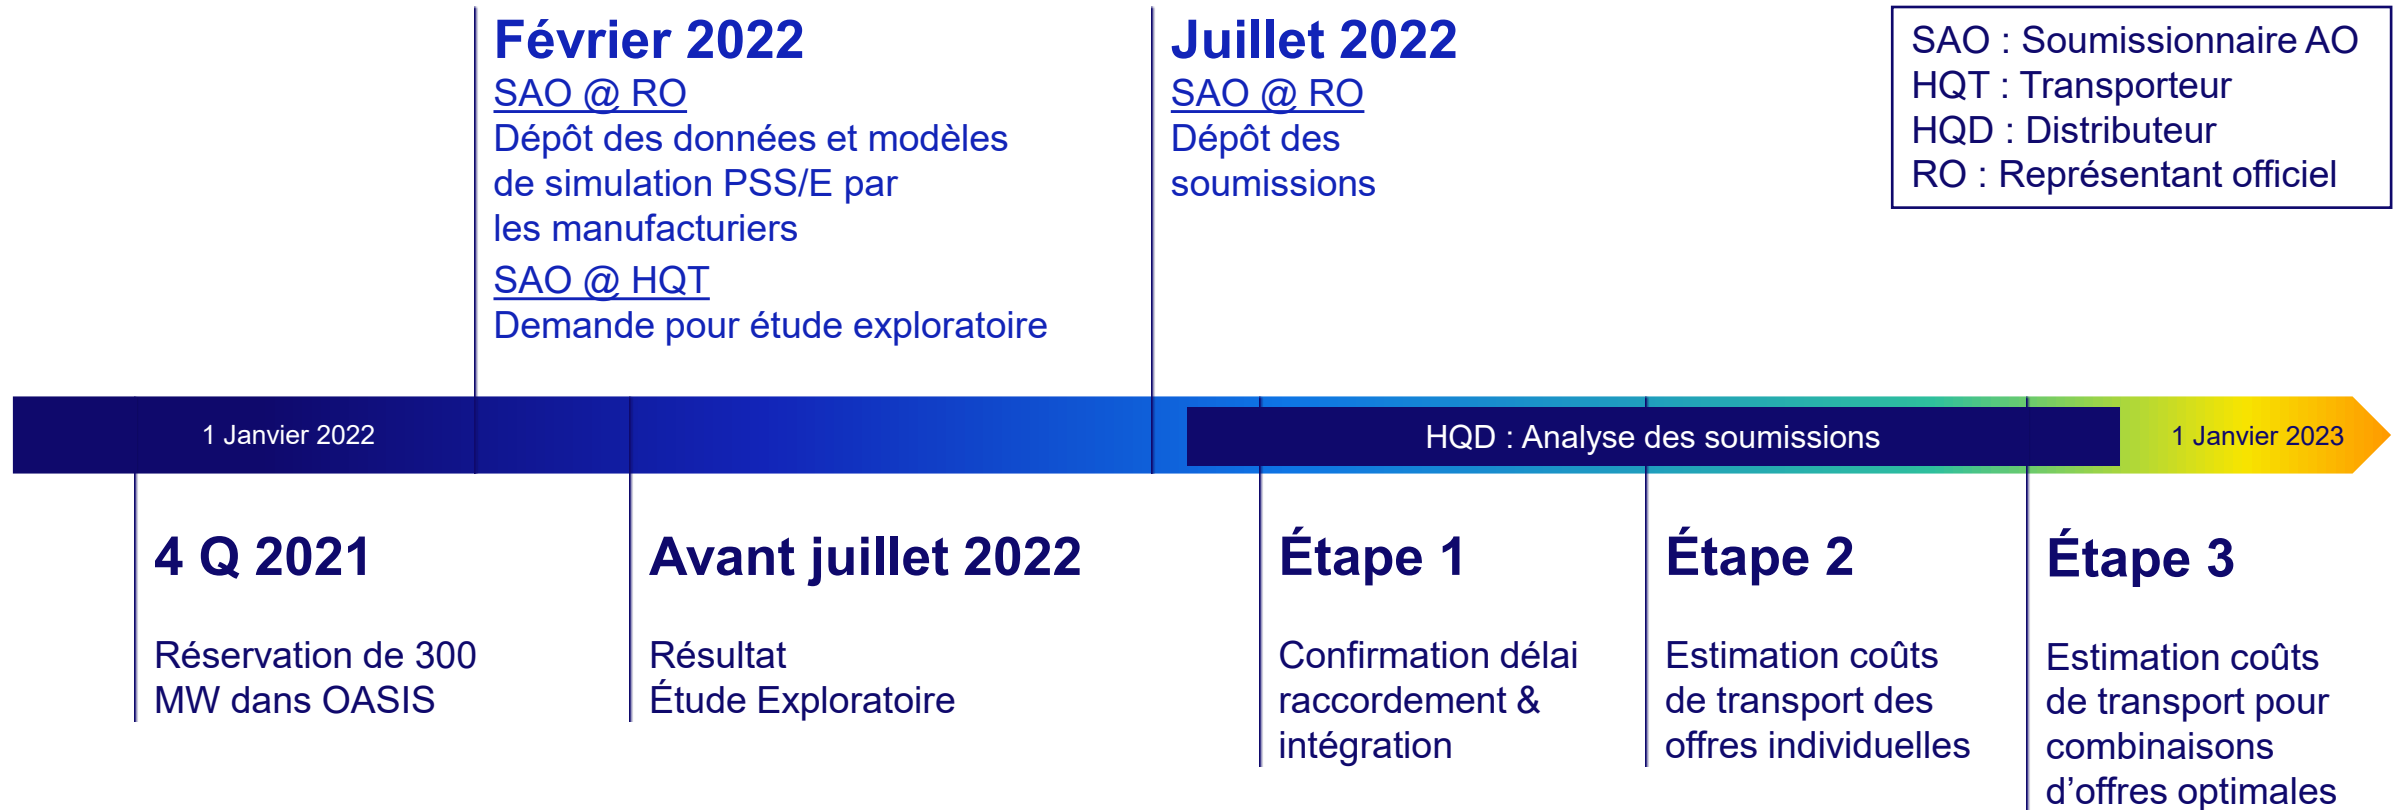 Février 2022
SAO @ RO
Dépôt des données et modèles
de simulation PSS/E par
les manufacturiers
SAO @ HQT
Demande pour étude exploratoire
Juillet 2022
SAO @ RO
Dépôt des
soumissions
SAO : Soumissionnaire AO
HQT : Transporteur
HQD : Distributeur
RO : Représentant officiel
1 Janvier 2022
HQD : Analyse des soumissions
1 Janvier 2023
4 Q 2021
Réservation de 300
MW dans OASIS
Avant juillet 2022
Résultat
Étude Exploratoire
Étape 1
Confirmation délai
raccordement &
intégration
Étape 2
Estimation coûts
de transport des
offres individuelles
Étape 3
Estimation coûts
de transport pour
combinaisons
d’offres optimales